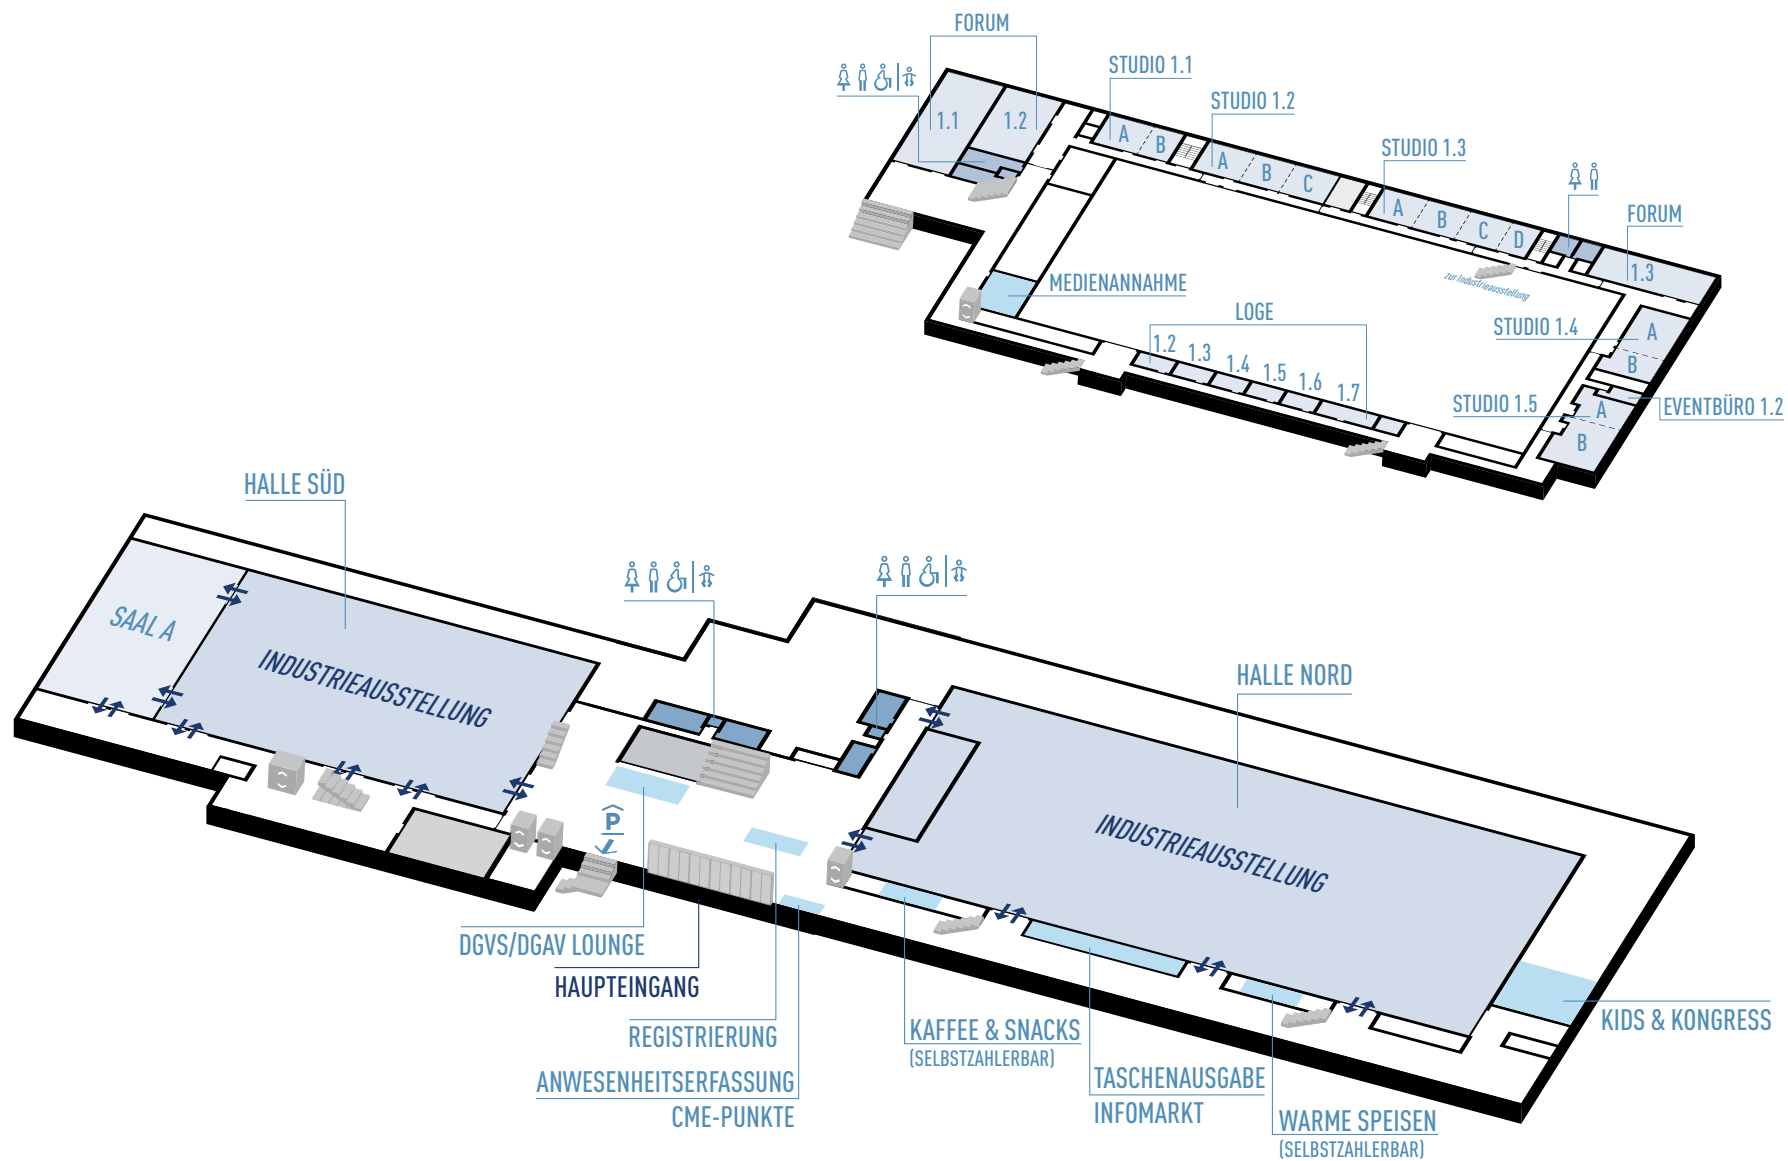 FORUM
STUDIO 1.1
STUDIO 1.2
1.1
1.2
A
B
STUDIO 1.3
A
B
C
A
B
C
D
FORUM
1.3
zur Industrieausstellung
MEDIENANNAHME
LOGE
1.2
1.3
1.4
1.5
1.6
1.7
STUDIO 1.4
A
B
STUDIO 1.5
A
B
EVENTBÜRO 1.2
HALLE SÜD
SAAL A
INDUSTRIEAUSSTELLUNG
HALLE NORD
INDUSTRIEAUSSTELLUNG
P
DGVS/DGAV LOUNGE
HAUPTEINGANG
REGISTRIERUNG
ANWESENHEITSERFASSUNG
CME-PUNKTE
KAFFEE & SNACKS
(SELBSTZAHLERBAR)
TASCHENAUSGABE
INFOMARKT
WARME SPEISEN
(SELBSTZAHLERBAR)
KIDS & KONGRESS